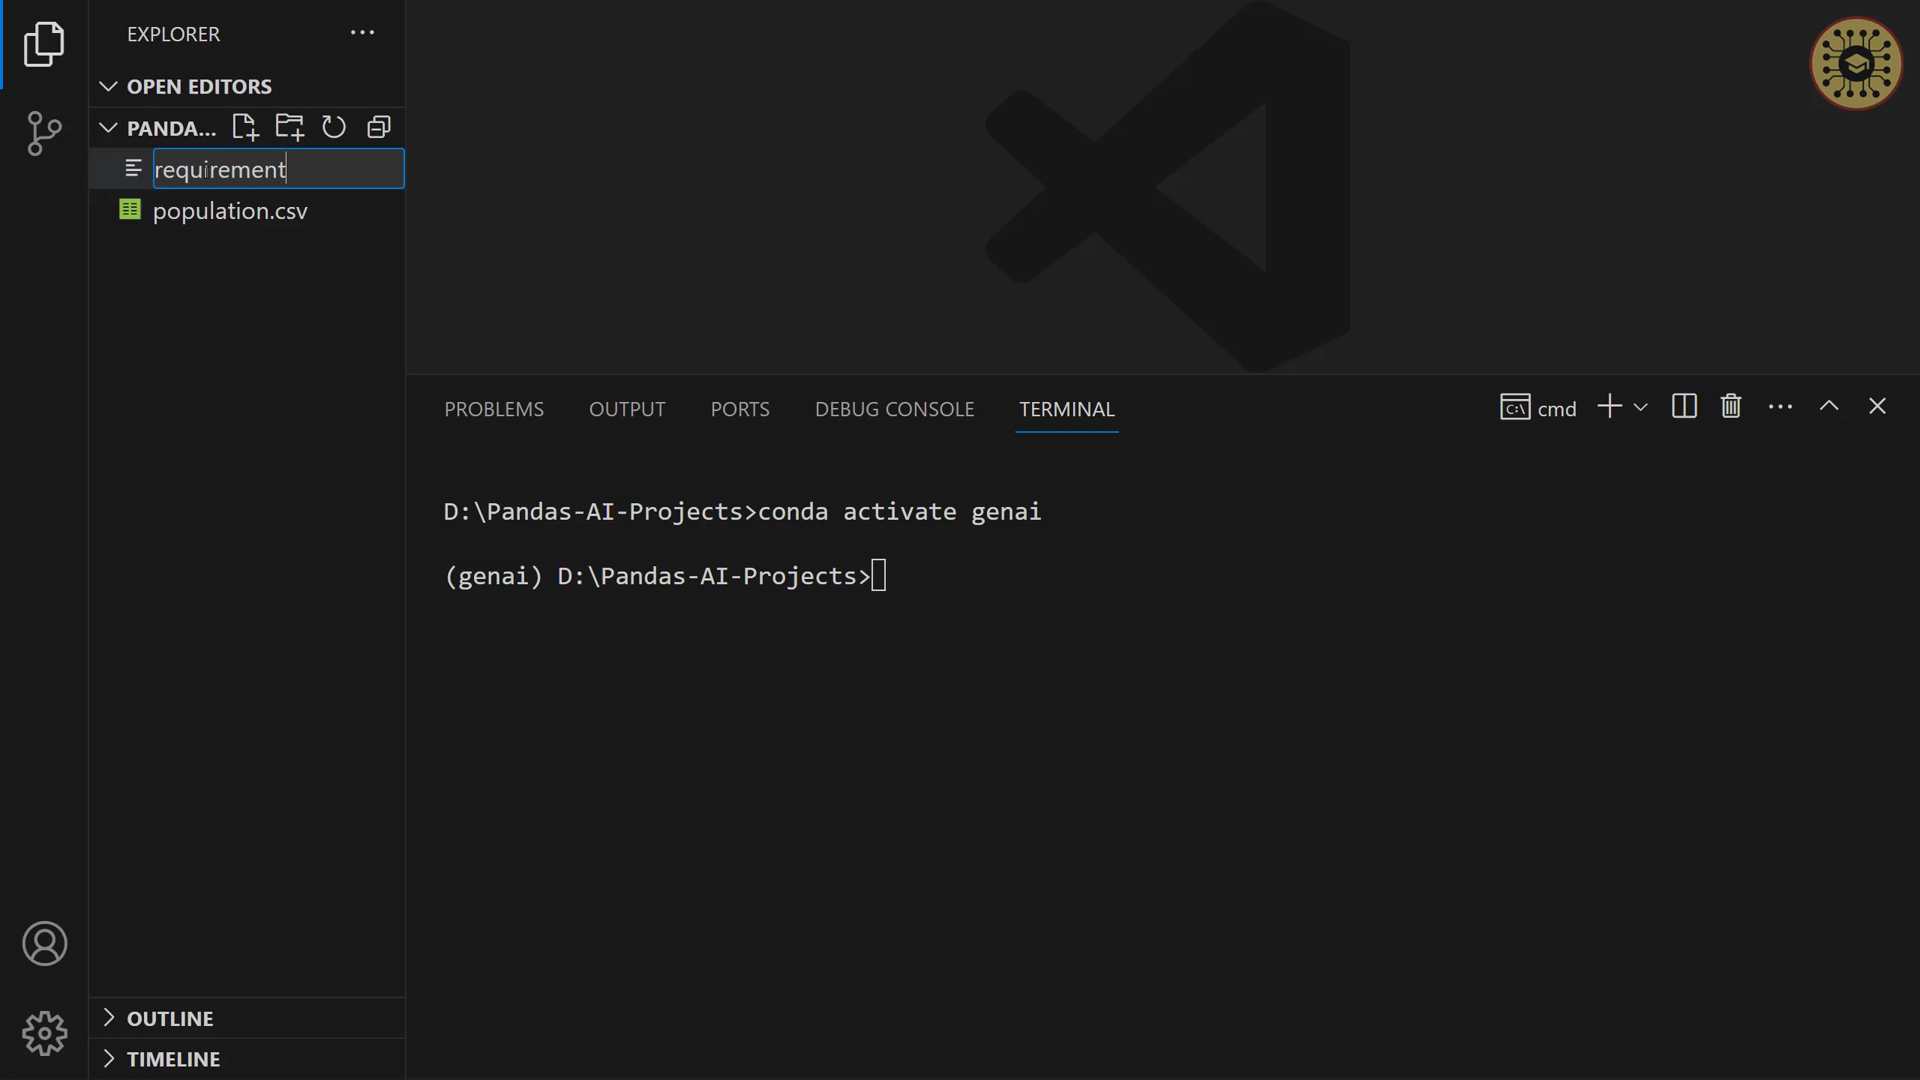 EXPLORER
OPEN EDITORS
PANDA...
requirement
population.csv
OUTLINE
TIMELINE
PROBLEMS
OUTPUT
PORTS
DEBUG CONSOLE
TERMINAL
cmd
D:\Pandas-AI-Projects>conda activate genai
(genai) D:\Pandas-AI-Projects>